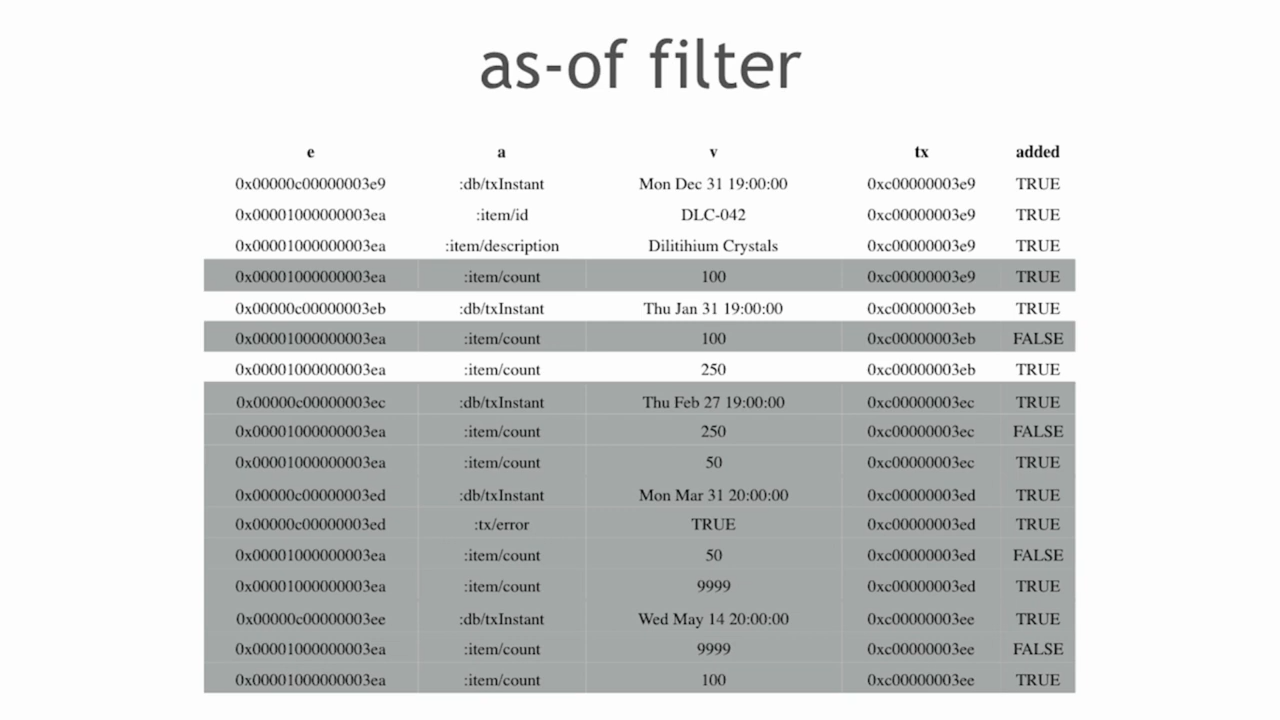 as-of filter
e a v tx added
0x00000c00000003e9 :db/txInstant Mon Dec 31 19:00:00 0xc00000003e9 TRUE
0x00001000000003ea :item/id DLC-042 0xc00000003e9 TRUE
0x00001000000003ea :item/description Dilitihium Crystals 0xc00000003e9 TRUE
0x00001000000003ea :item/count 100 0xc00000003e9 TRUE
0x00000c00000003eb :db/txInstant Thu Jan 31 19:00:00 0xc00000003eb TRUE
0x00001000000003ea :item/count 100 0xc00000003eb FALSE
0x00001000000003ea :item/count 250 0xc00000003eb TRUE
0x00000c00000003ec :db/txInstant Thu Feb 27 19:00:00 0xc00000003ec TRUE
0x00001000000003ea :item/count 250 0xc00000003ec FALSE
0x00001000000003ea :item/count 50 0xc00000003ec TRUE
0x00000c00000003ed :db/txInstant Mon Mar 31 20:00:00 0xc00000003ed TRUE
0x00000c00000003ed :tx/error TRUE 0xc00000003ed TRUE
0x00001000000003ea :item/count 50 0xc00000003ed FALSE
0x00001000000003ea :item/count 9999 0xc00000003ed TRUE
0x00000c00000003ee :db/txInstant Wed May 14 20:00:00 0xc00000003ee TRUE
0x00001000000003ea :item/count 9999 0xc00000003ee FALSE
0x00001000000003ea :item/count 100 0xc00000003ee TRUE